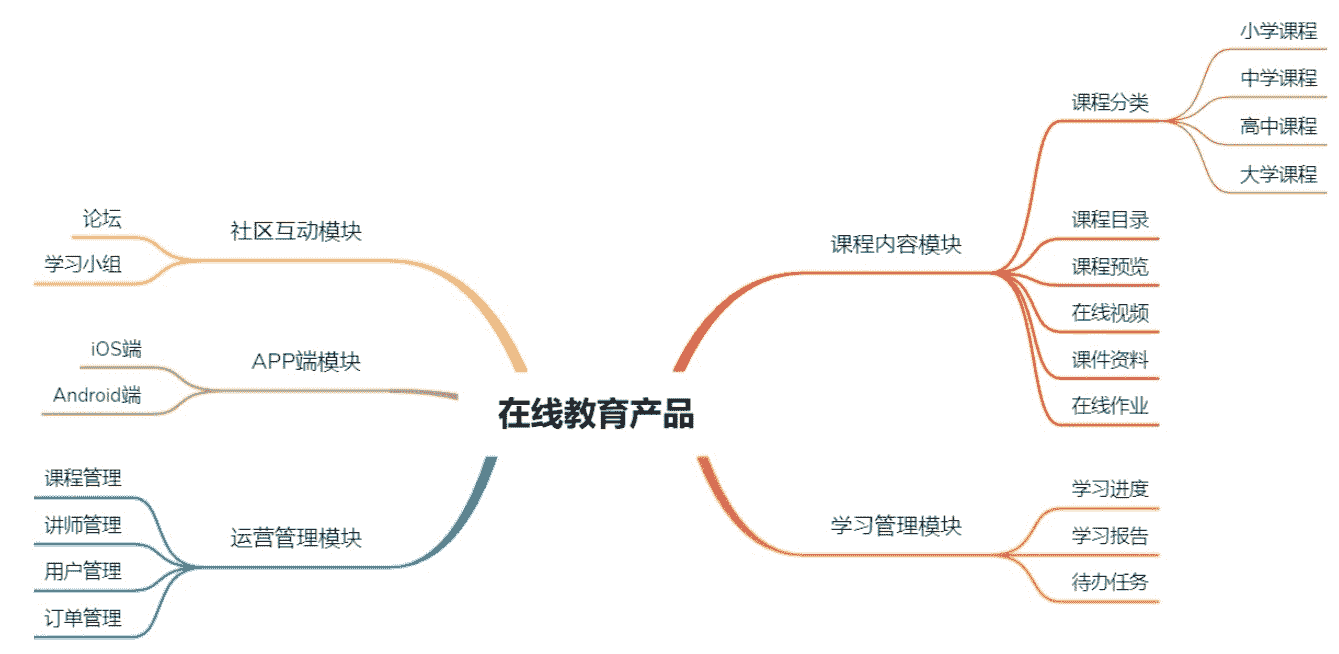 在线教育产品
课程内容模块
课程分类
小学课程
中学课程
高中课程
大学课程
课程目录
课程预览
在线视频
课件资料
在线作业
学习管理模块
学习进度
学习报告
待办任务
社区互动模块
论坛
学习小组
APP端模块
iOS端
Android端
运营管理模块
课程管理
讲师管理
用户管理
订单管理